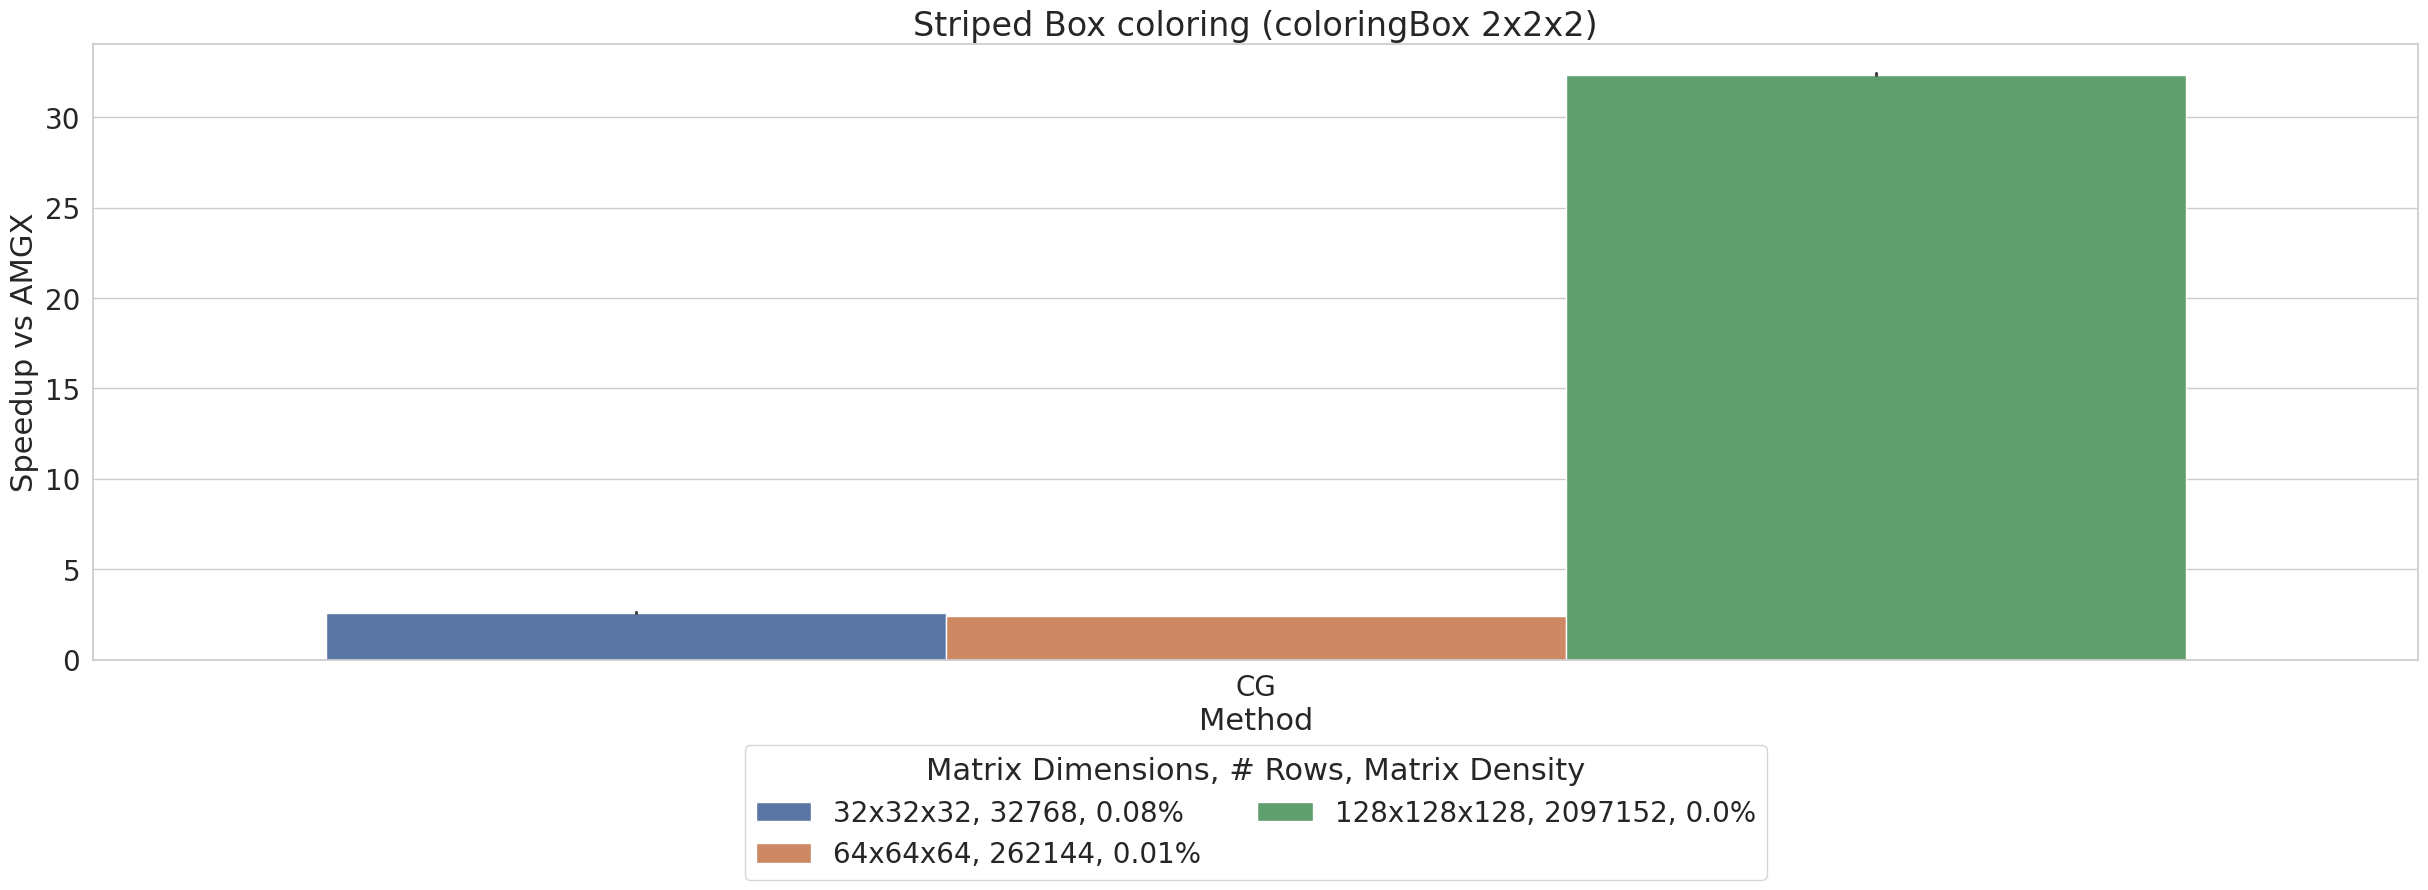 Striped Box coloring (coloringBox 2x2x2)
Speedup vs AMGX
30
25
20
15
10
5
0
CG
Method
Matrix Dimensions, # Rows, Matrix Density
32x32x32, 32768, 0.08%
64x64x64, 262144, 0.01%
128x128x128, 2097152, 0.0%